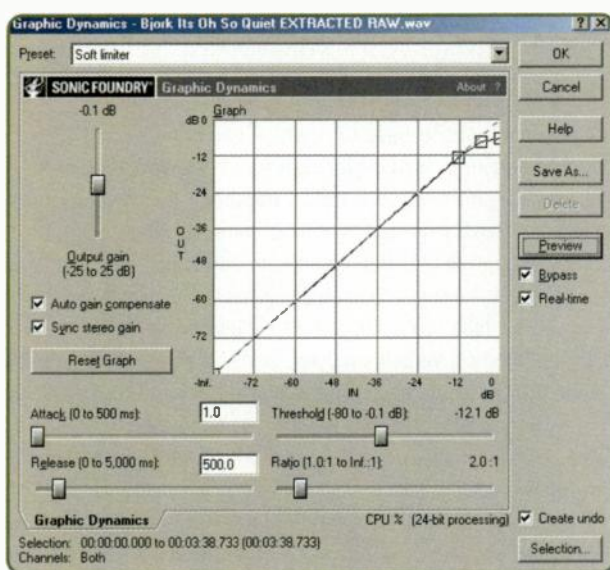 Graphic Dynamics - Bjork Its Oh So Quiet EXTRACTED RAW.wav
Preset: Soft limiter
OK
SONIC FOUNDRY Graphic Dynamics About ?
Cancel
-0.1 dB
Graph
dB 0
-12
-24
-36
-48
-60
-72
-Inf.
OUT
-72 -60 -48 -36 -24 -12 0
IN
dB
Help
Save As...
Delete
Preview
Bypass
Real-time
Output gain
(-25 to 25 dB)
Auto gain compensate
Sync stereo gain
Reset Graph
Attack (0 to 500 ms): 1.0
Threshold (-80 to -0.1 dB): -12.1 dB
Release (0 to 5,000 ms): 500.0
Ratio (1.0:1 to Inf.:1): 2.0:1
Graphic Dynamics
CPU % (24-bit processing)
Create undo
Selection: 00:00:00.000 to 00:03:38.733 (00:03:38.733)
Channels: Both
Selection...